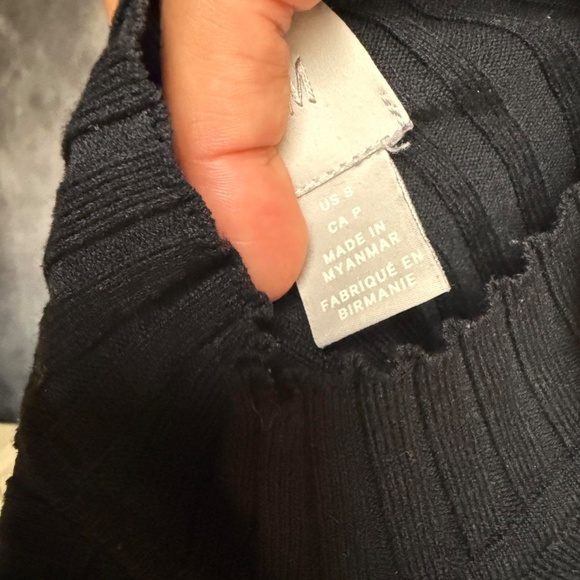 M
US S
CA P
MADE IN
MYANMAR
FABRIQUÉ EN
BIRMANIE